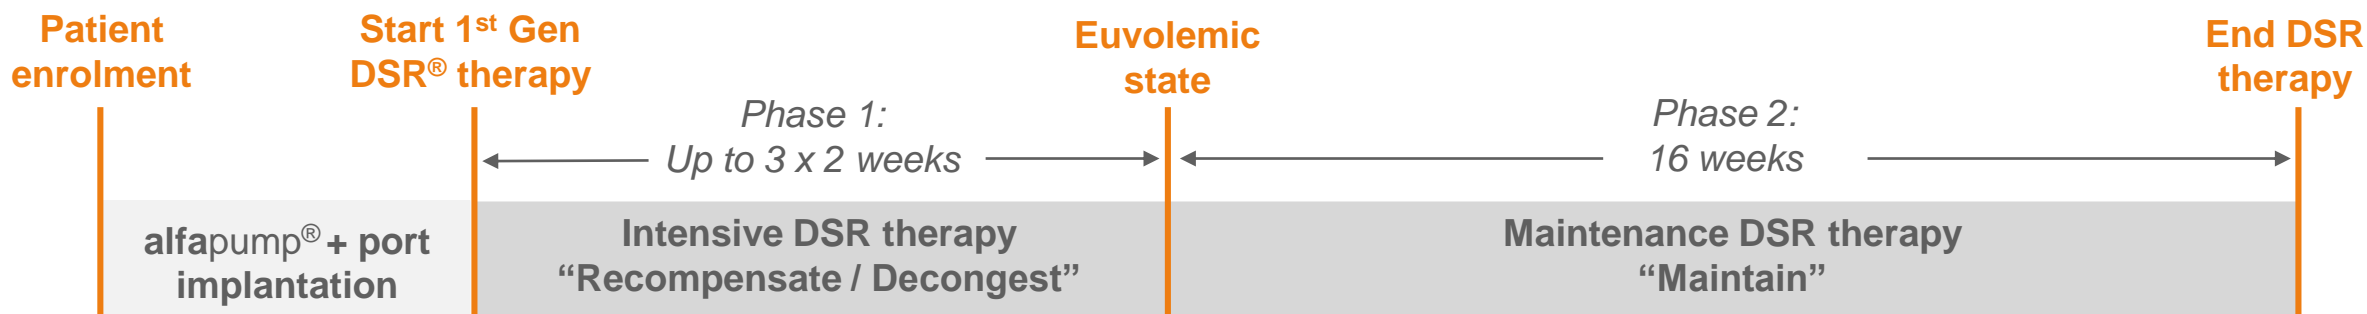 Patient
enrolment
Start 1st Gen
DSR® therapy
Euvolemic
state
End DSR
therapy
Phase 1:
Up to 3 x 2 weeks
Phase 2:
16 weeks
alfapump® + port
implantation
Intensive DSR therapy
“Recompensate / Decongest”
Maintenance DSR therapy
“Maintain”